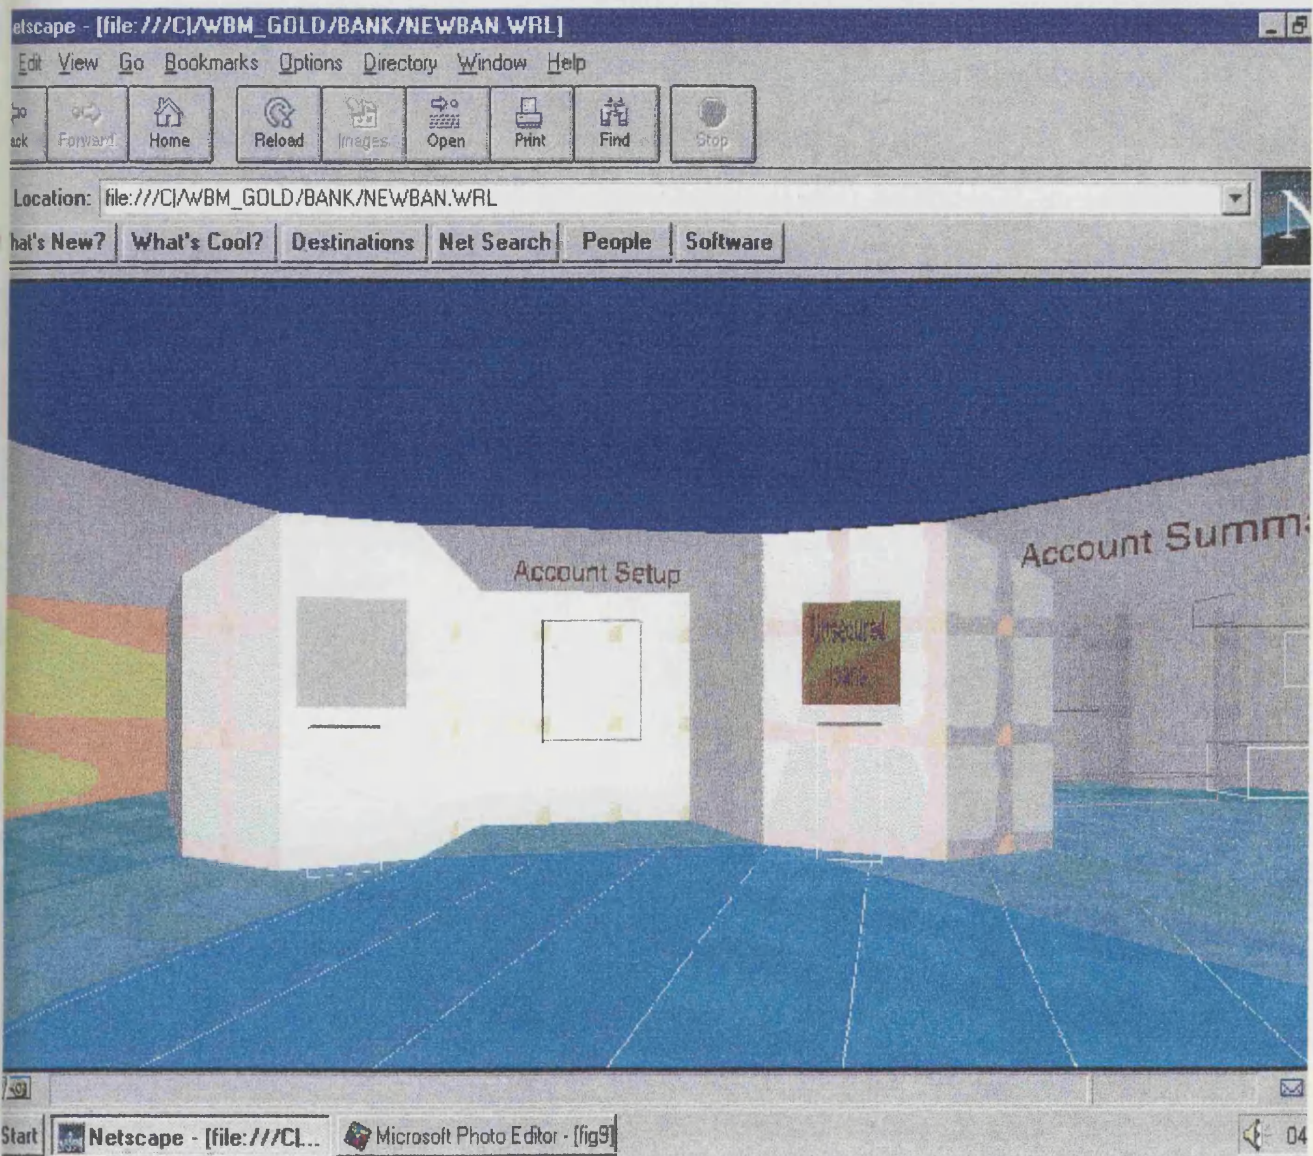 etscape - [file:///C|/WBM_GOLD/BANK/NEWBAN.WRL]
Edit View Go Bookmarks Options Directory Window Help
ack Forward Home Reload Images Open Print Find Stop
Location: file:///C|/WBM_GOLD/BANK/NEWBAN.WRL
hat's New? What's Cool? Destinations Net Search People Software
Account Summa
Account Setup
Unsecured
Start Netscape - [file:///C|... Microsoft Photo Editor - [fig9] 04